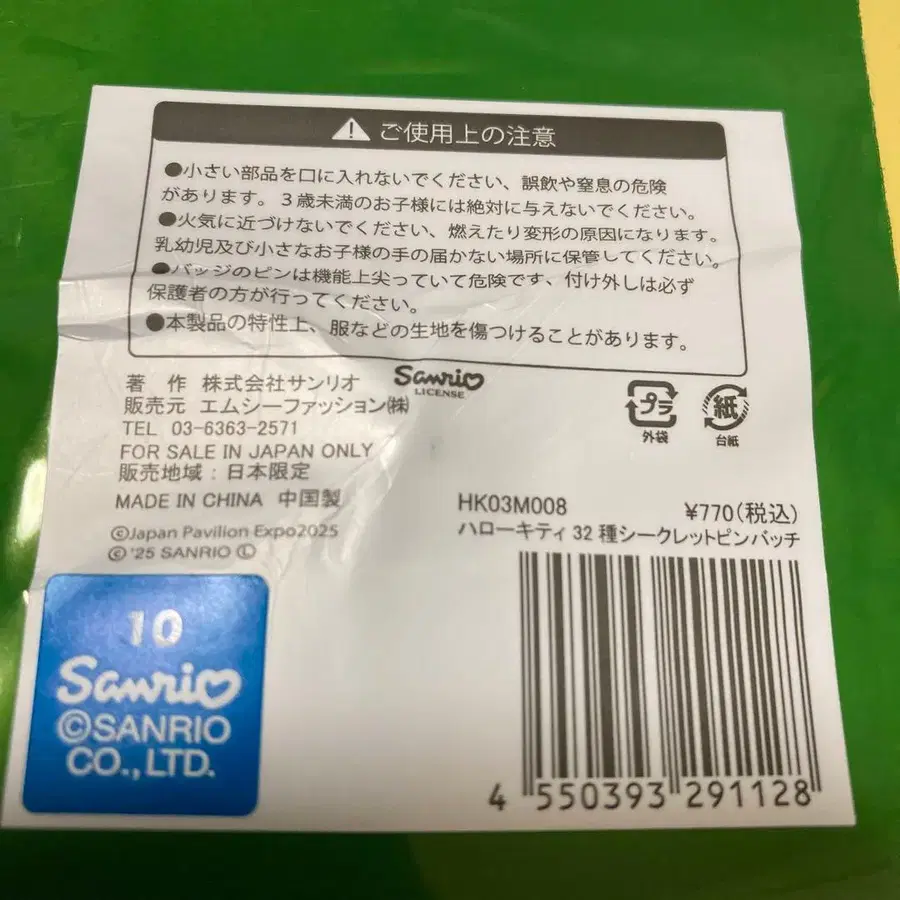 ⚠ ご使用上の注意
●小さい部品を口に入れないでください、誤飲や窒息の危険
があります。3歳未満のお子様には絶対に与えないでください。
●火気に近づけないでください、燃えたり変形の原因になります。
乳幼児及び小さなお子様の手の届かない場所に保管してください。
●バッジのピンは機能上尖っていて危険です、付け外しは必ず
保護者の方が行ってください。
●本製品の特性上、服などの生地を傷つけることがあります。
著 作 株式会社サンリオ
Sanrio
LICENSE
販売元 エムシーファッション㈱
TEL 03-6363-2571
FOR SALE IN JAPAN ONLY
販売地域：日本限定
MADE IN CHINA 中国製
©Japan Pavilion Expo2025
©'25 SANRIO Ⓛ
プラ
外袋
紙
台紙
HK03M008 ¥770(税込)
ハローキティ 32 種シークレットピンバッチ
4 550393 291128
10
Sanrio
©SANRIO
CO.,LTD.